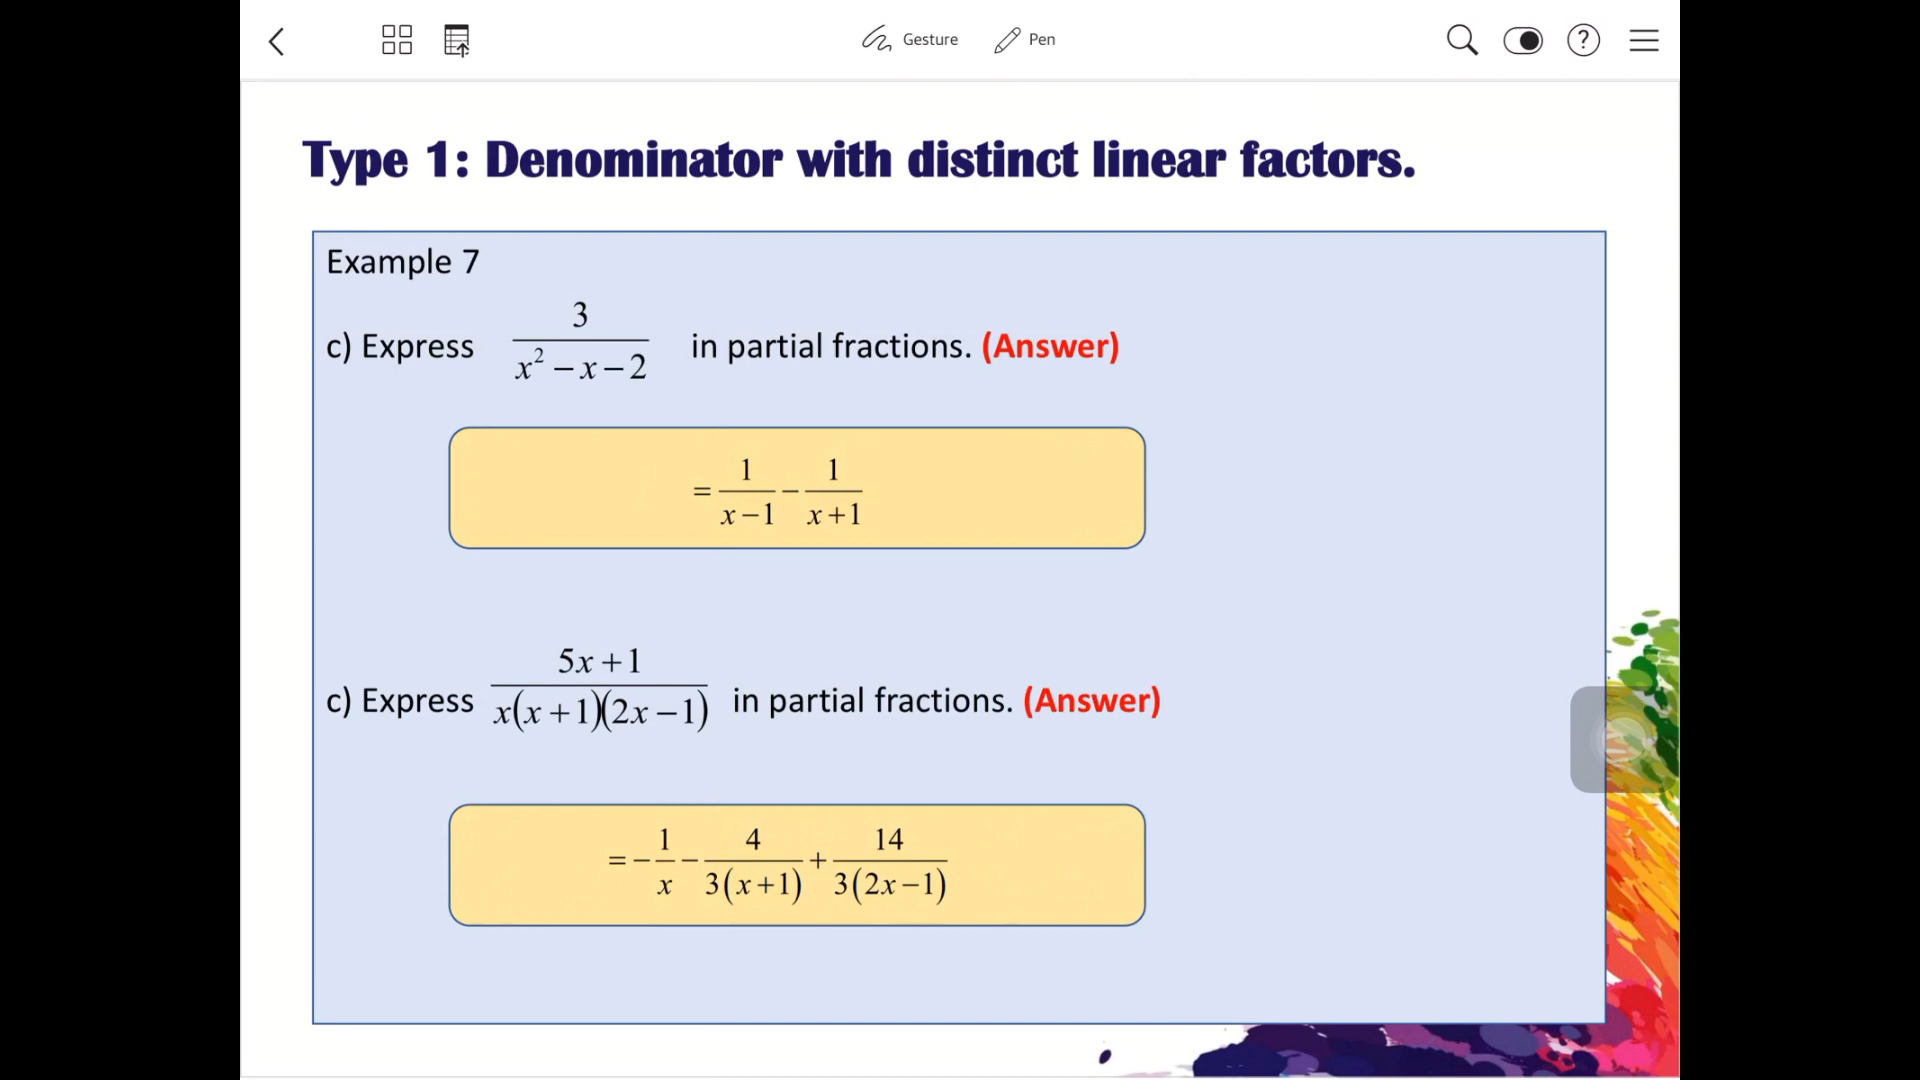 Gesture Pen
?
Type 1: Denominator with distinct linear factors.
Example 7
c) Express 3/(x² − x − 2) in partial fractions. (Answer)
= 1/(x − 1) − 1/(x + 1)
c) Express (5x + 1)/(x(x + 1)(2x − 1)) in partial fractions. (Answer)
= − 1/x − 4/(3(x + 1)) + 14/(3(2x − 1))